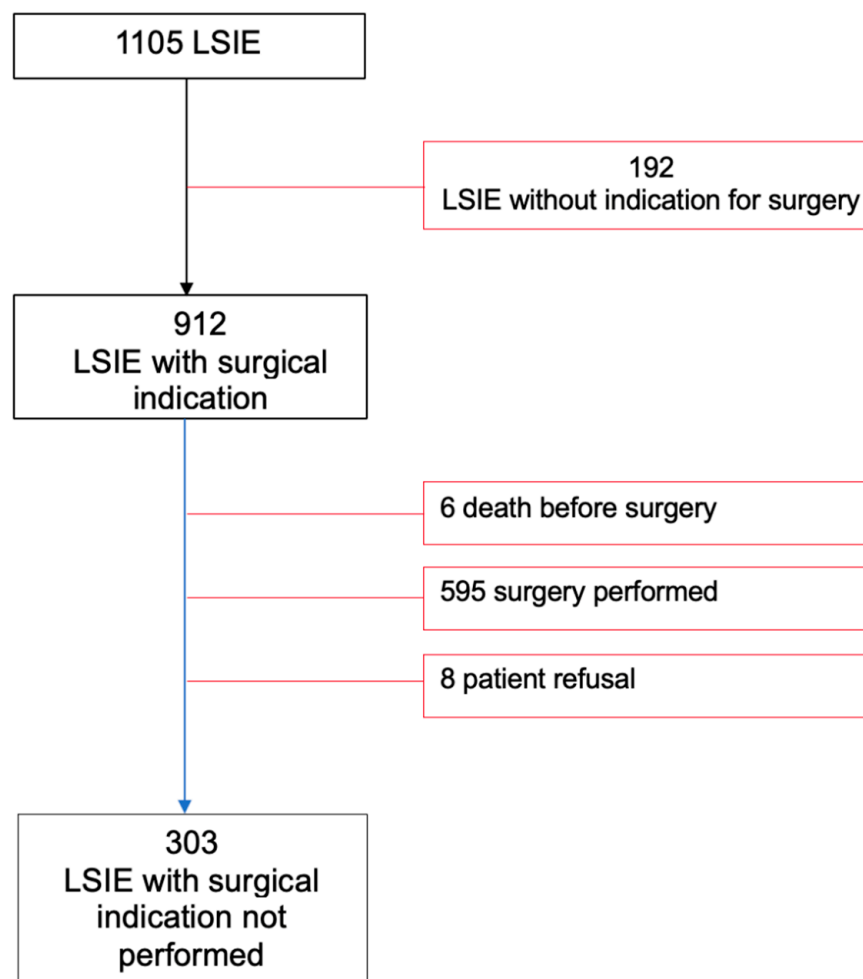 1105 LSIE
192
LSIE without indication for surgery
912
LSIE with surgical
indication
6 death before surgery
595 surgery performed
8 patient refusal
303
LSIE with surgical
indication not
performed